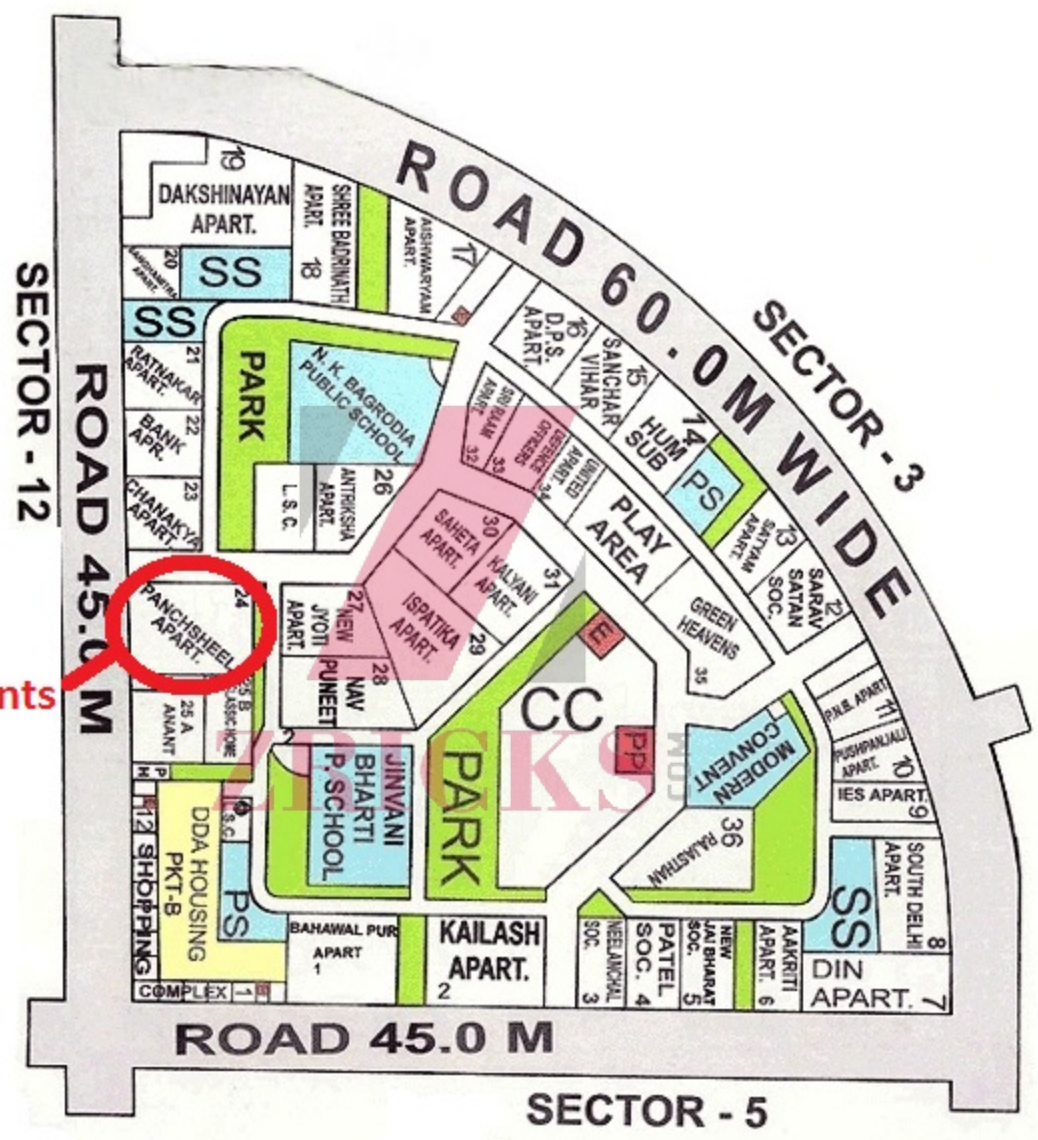 ROAD 60.0M WIDE
SECTOR - 3
SECTOR - 12
ROAD 45.0 M
19
DAKSHINAYAN
APART.
SHREE BADRINATH
APART. 18
AISHWARYAM
APART.
17
20
APART.
SS
SS
21
RATNAKAR
APART.
22
BANK
APR.
23
CHANAKYA
APART.
PARK
N. K. BAGRODIA
PUBLIC SCHOOL
L.S.C.
ANTRIKSHA
APART.
26
16
D.P.S.
APART.
15
SANCHAR
VIHAR
14
HUM
SUB
PS
13
SATYAM
APART.
12
SARAV
SATAN
SOC.
SRI RAAM
APART.
32
33
DEFENCE
OFFICERS
UNITED
APART.
34
PLAY
AREA
GREEN
HEAVENS
35
30
SAHETA
APART.
31
KALYANI
APART.
ISPATIKA
APART.
29
24
PANCHSHEEL
APART.
nts
27
NEW
JYOTI
APART.
28
NAV
PUNEET
25 A
ANANT
25 B
CLASSIC HOME
E
CC
PP
PARK
MODERN
CONVENT
P.N.B. APART.
11
PUSHPANJALI
APART. 10
IES APART. 9
ZRICKS
.COM
2
JINVANI
BHARTI
P. SCHOOL
P
H
DDA HOUSING
PKT-B
L.S.C.
PS
12 SHOPPING
COMPLEX 1
36
RAJASTHAN
SS
SOUTH DELHI
APART.
8
BAHAWAL PUR
APART
1
KAILASH
APART.
2
NEELANCHAL
SOC. 3
PATEL
SOC. 4
NEW
JAI BHARAT
SOC. 5
AAKRITI
APART. 6
DIN
APART. 7
ROAD 45.0 M
SECTOR - 5